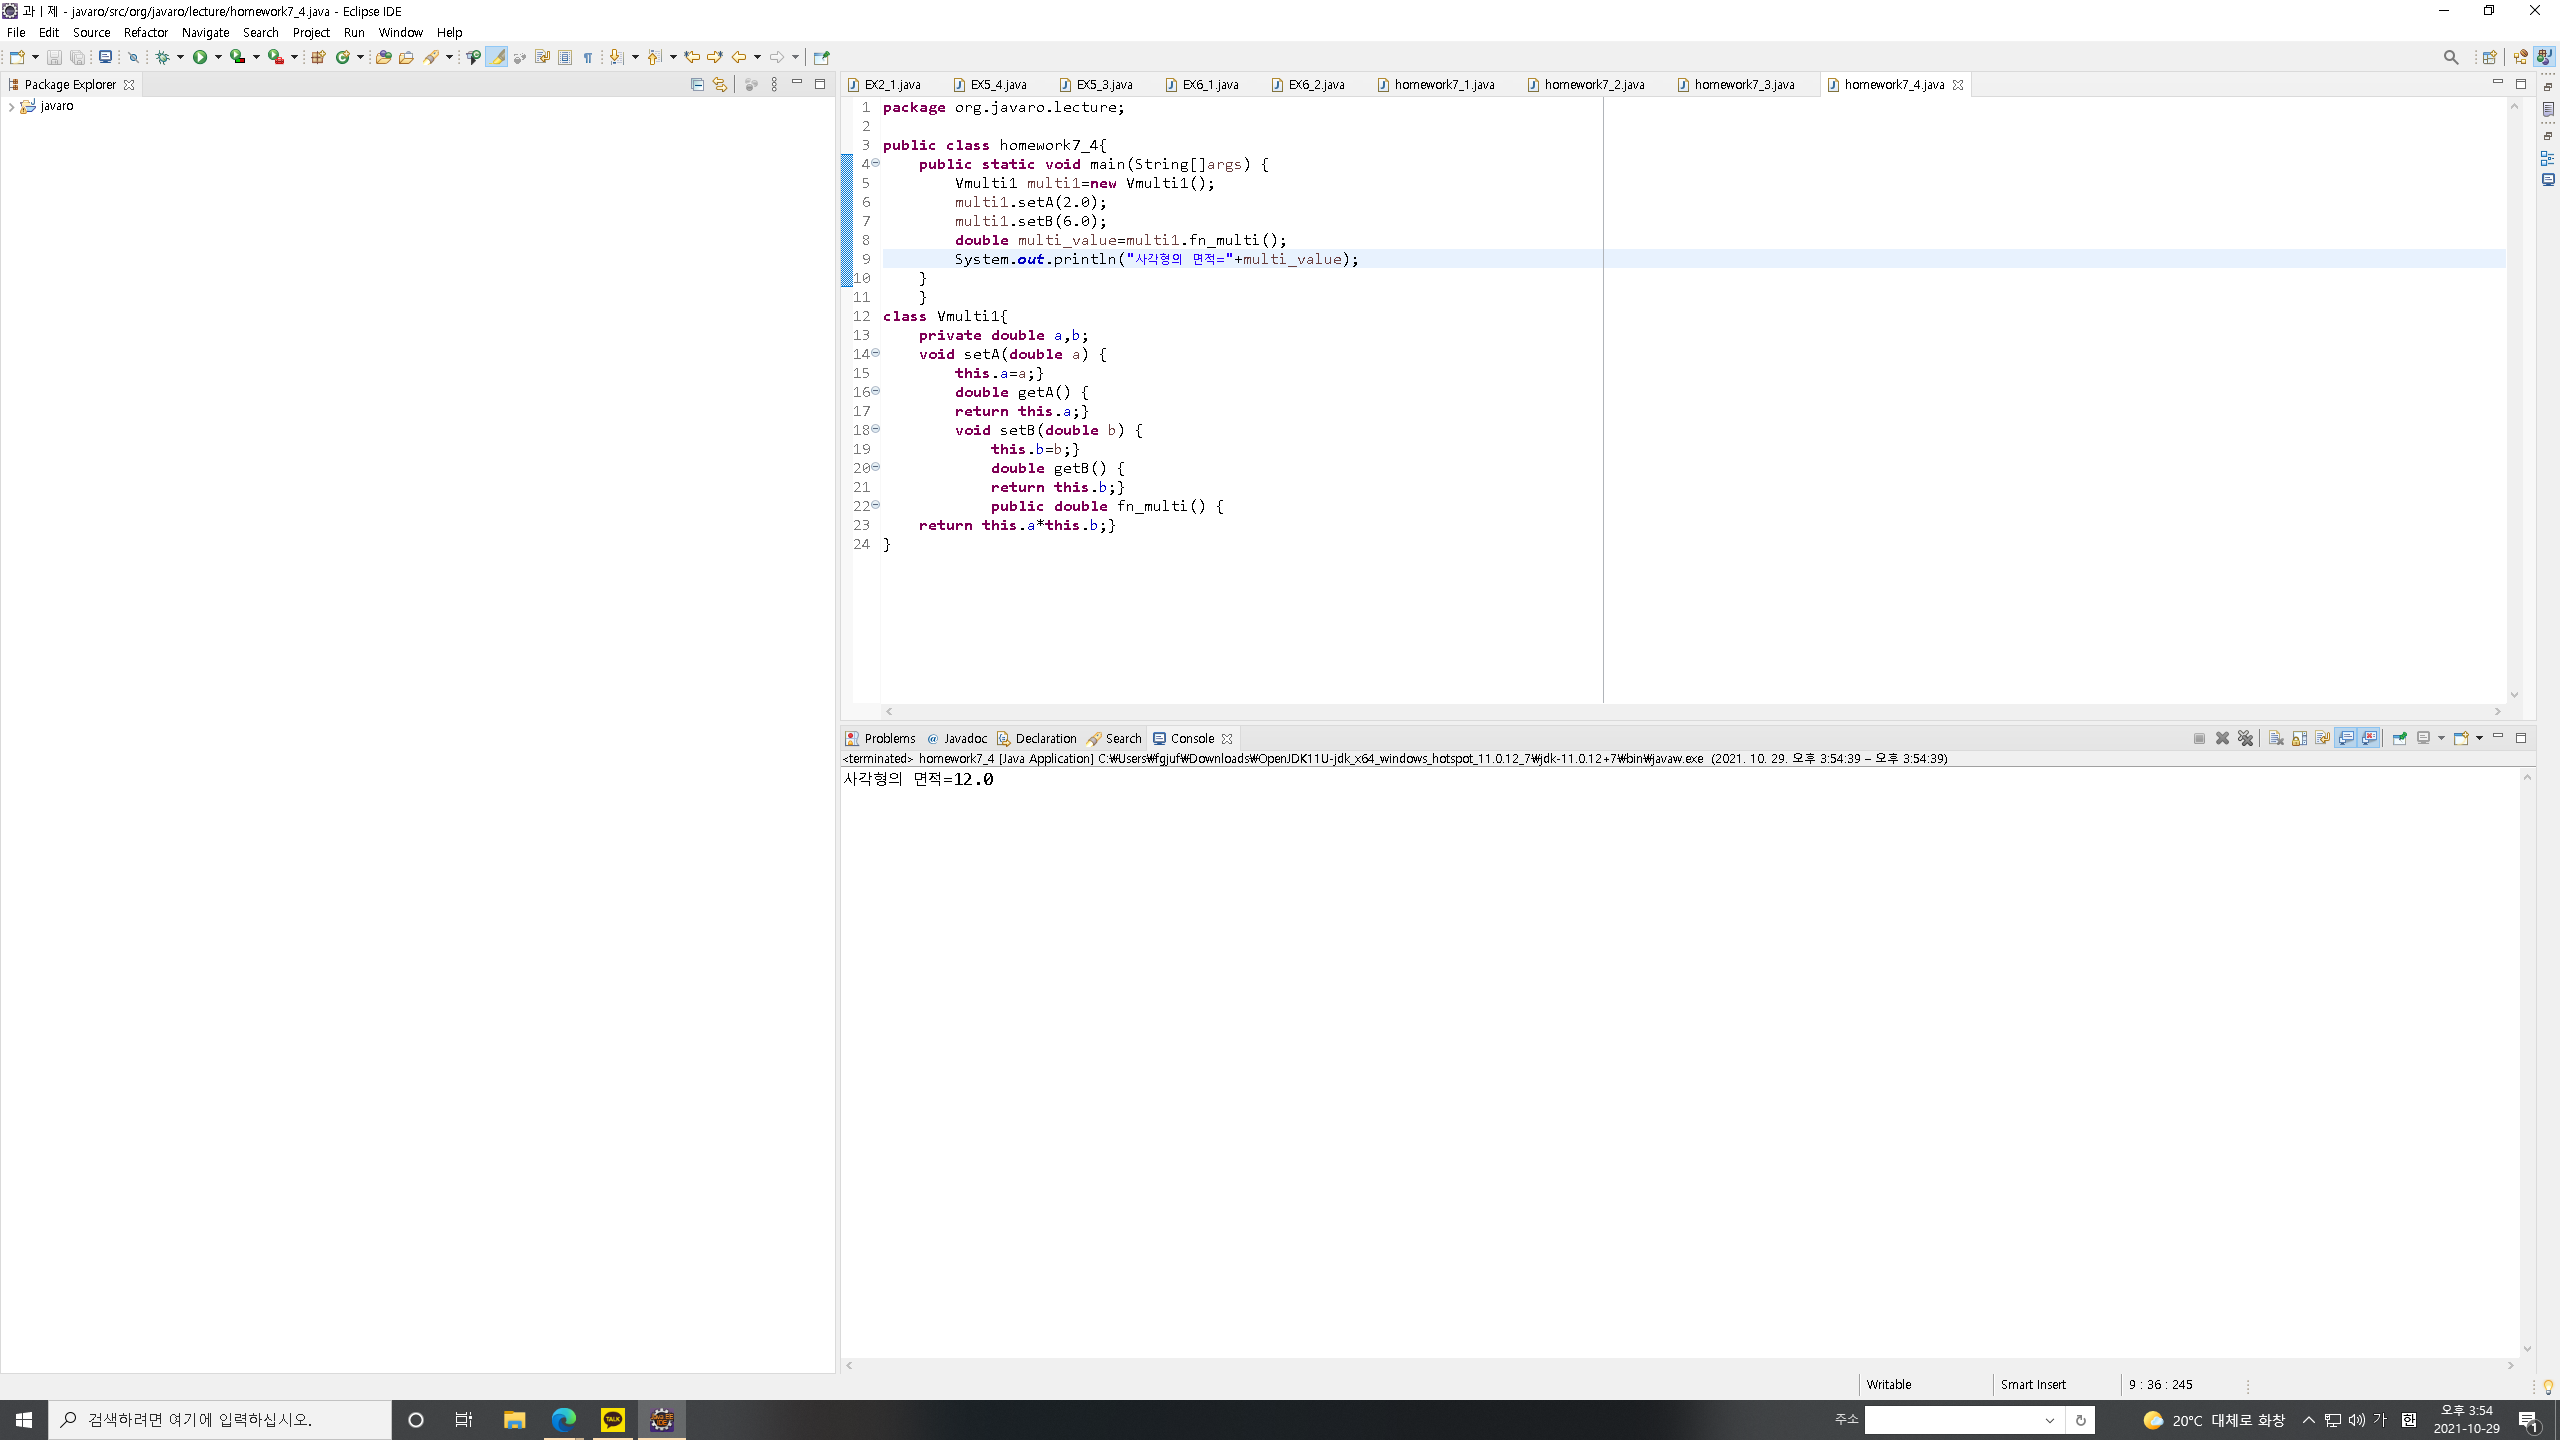 과ㅣ제 - javaro/src/org/javaro/lecture/homework7_4.java - Eclipse IDE
File Edit Source Refactor Navigate Search Project Run Window Help
Package Explorer
javaro
EX2_1.java EX5_4.java EX5_3.java EX6_1.java EX6_2.java homework7_1.java homework7_2.java homework7_3.java homework7_4.java
1 package org.javaro.lecture;
2
3 public class homework7_4{
4 public static void main(String[]args) {
5 Vmulti1 multi1=new Vmulti1();
6 multi1.setA(2.0);
7 multi1.setB(6.0);
8 double multi_value=multi1.fn_multi();
9 System.out.println("사각형의 면적="+multi_value);
10 }
11 }
12 class Vmulti1{
13 private double a,b;
14 void setA(double a) {
15 this.a=a;}
16 double getA() {
17 return this.a;}
18 void setB(double b) {
19 this.b=b;}
20 double getB() {
21 return this.b;}
22 public double fn_multi() {
23 return this.a*this.b;}
24 }
Problems @ Javadoc Declaration Search Console
<terminated> homework7_4 [Java Application] C:₩Users₩fgjuf₩Downloads₩OpenJDK11U-jdk_x64_windows_hotspot_11.0.12_7₩jdk-11.0.12+7₩bin₩javaw.exe (2021. 10. 29. 오후 3:54:39 – 오후 3:54:39)
사각형의 면적=12.0
Writable Smart Insert 9 : 36 : 245
검색하려면 여기에 입력하십시오.
TALK
주소
20°C 대체로 화창
가
오후 3:54
2021-10-29
1